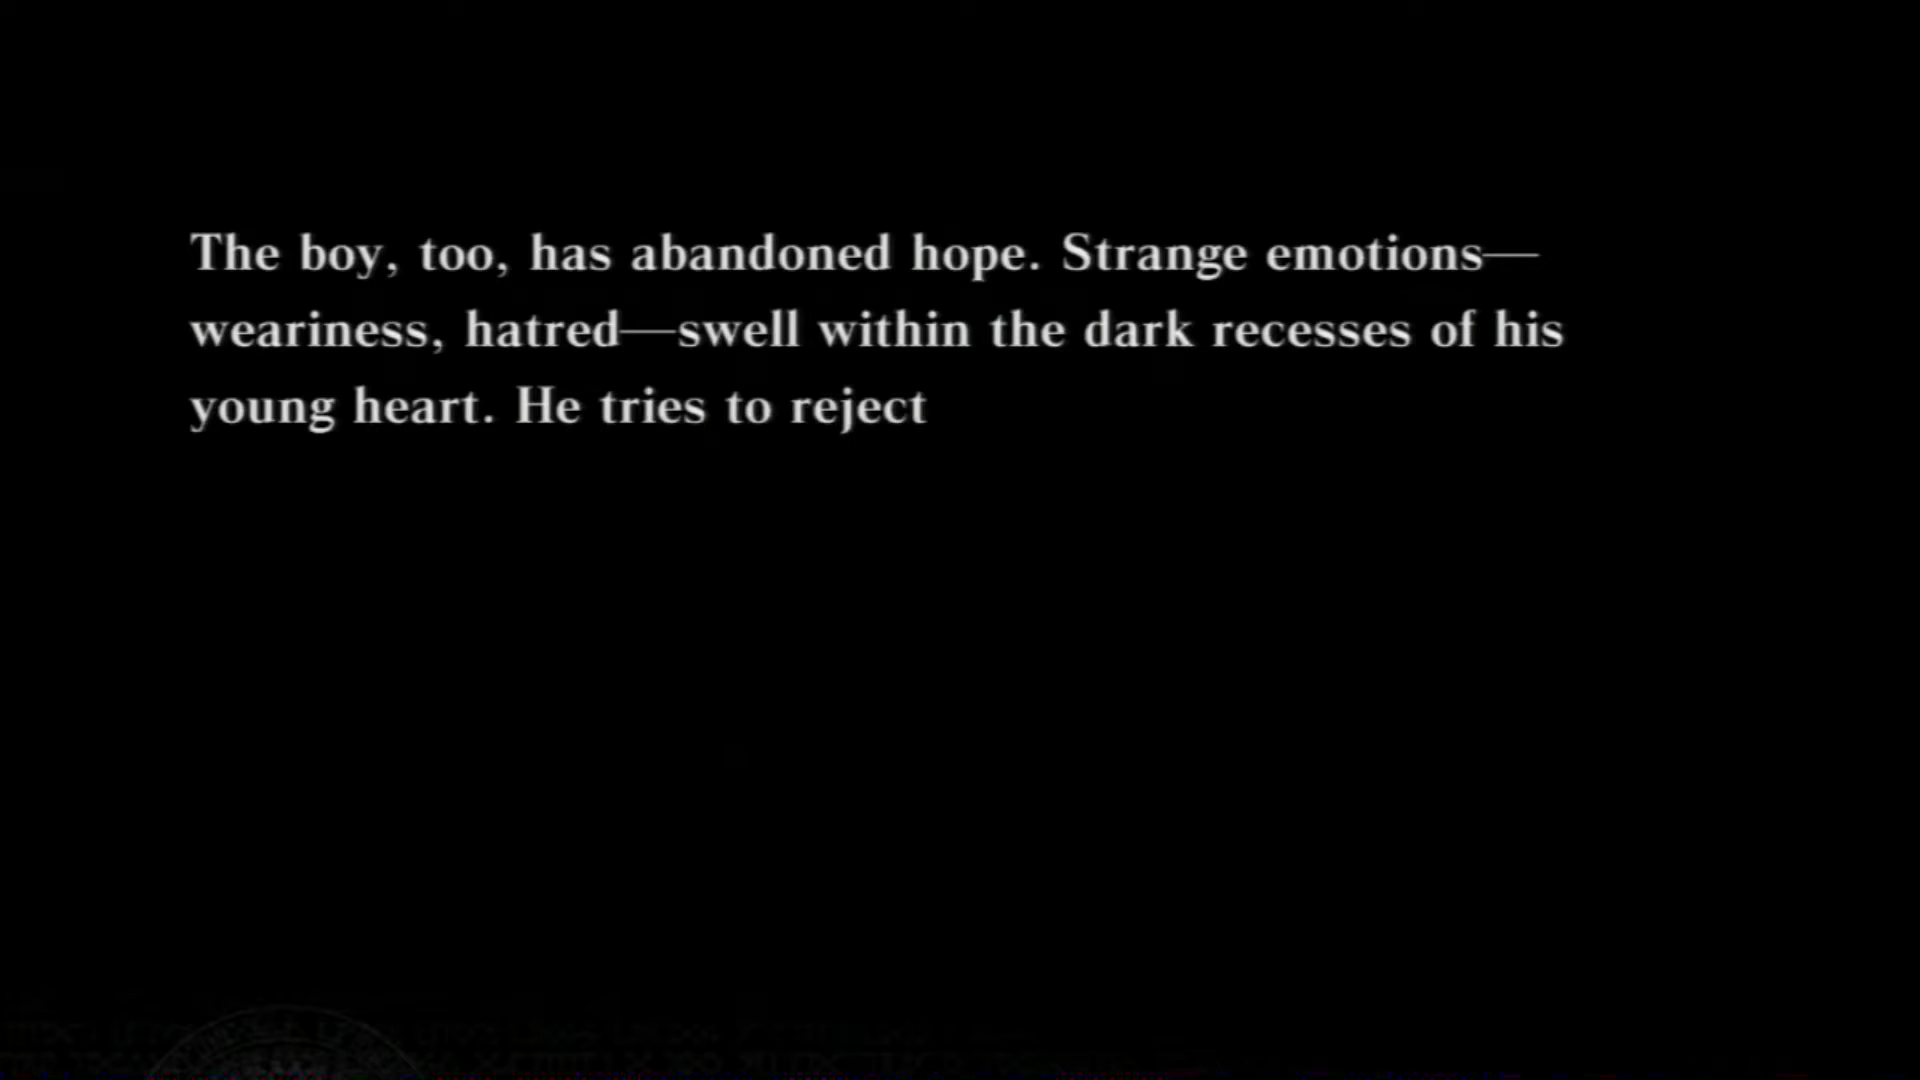 The boy, too, has abandoned hope. Strange emotions—
weariness, hatred—swell within the dark recesses of his
young heart. He tries to reject